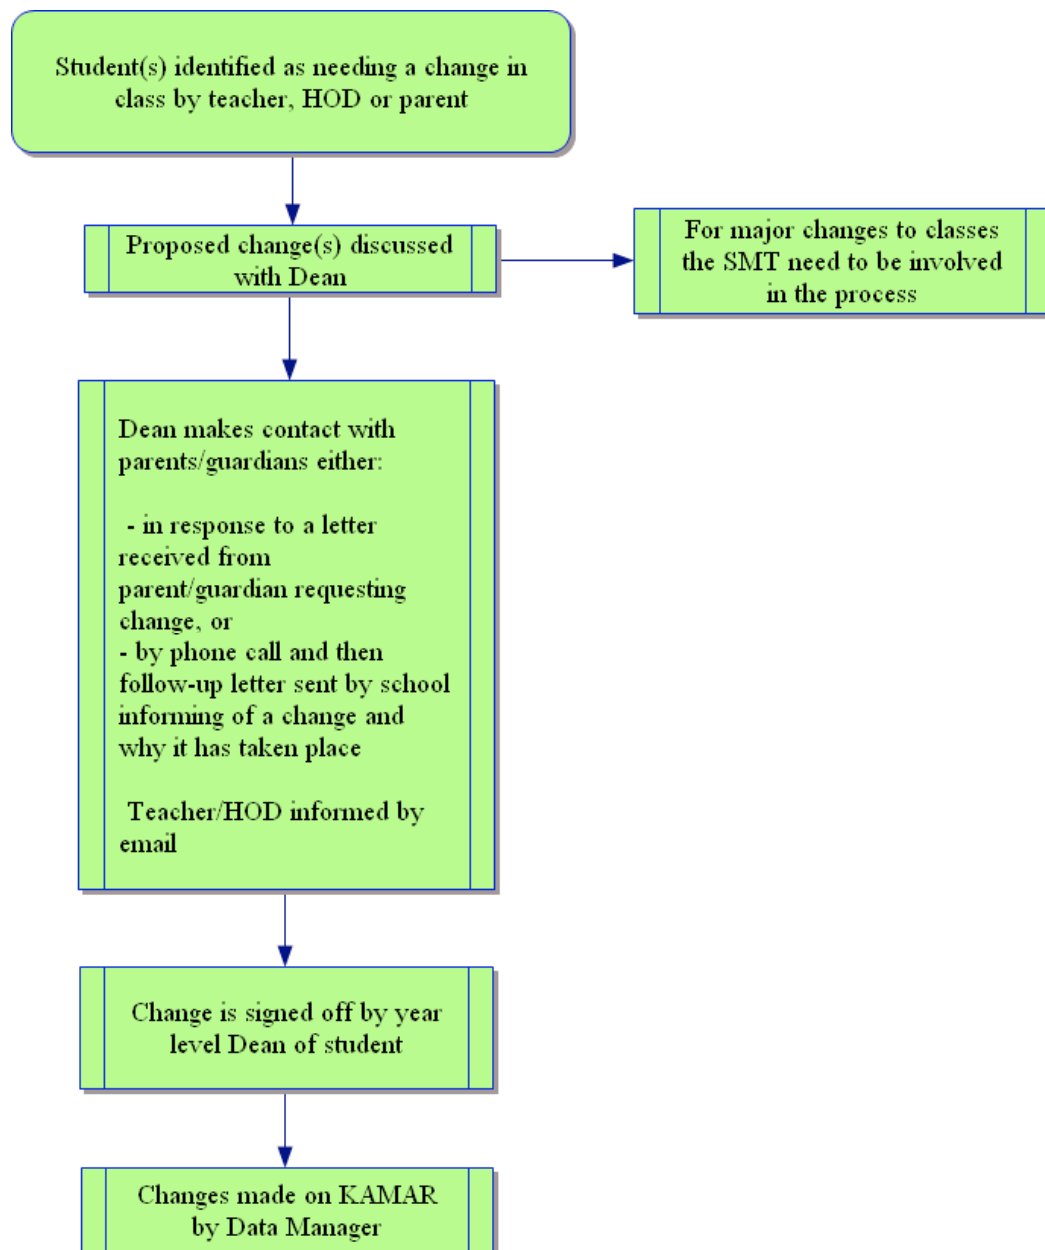 Student(s) identified as needing a change in
class by teacher, HOD or parent
Proposed change(s) discussed
with Dean
For major changes to classes
the SMT need to be involved
in the process
Dean makes contact with
parents/guardians either:
- in response to a letter
received from
parent/guardian requesting
change, or
- by phone call and then
follow-up letter sent by school
informing of a change and
why it has taken place
Teacher/HOD informed by
email
Change is signed off by year
level Dean of student
Changes made on KAMAR
by Data Manager